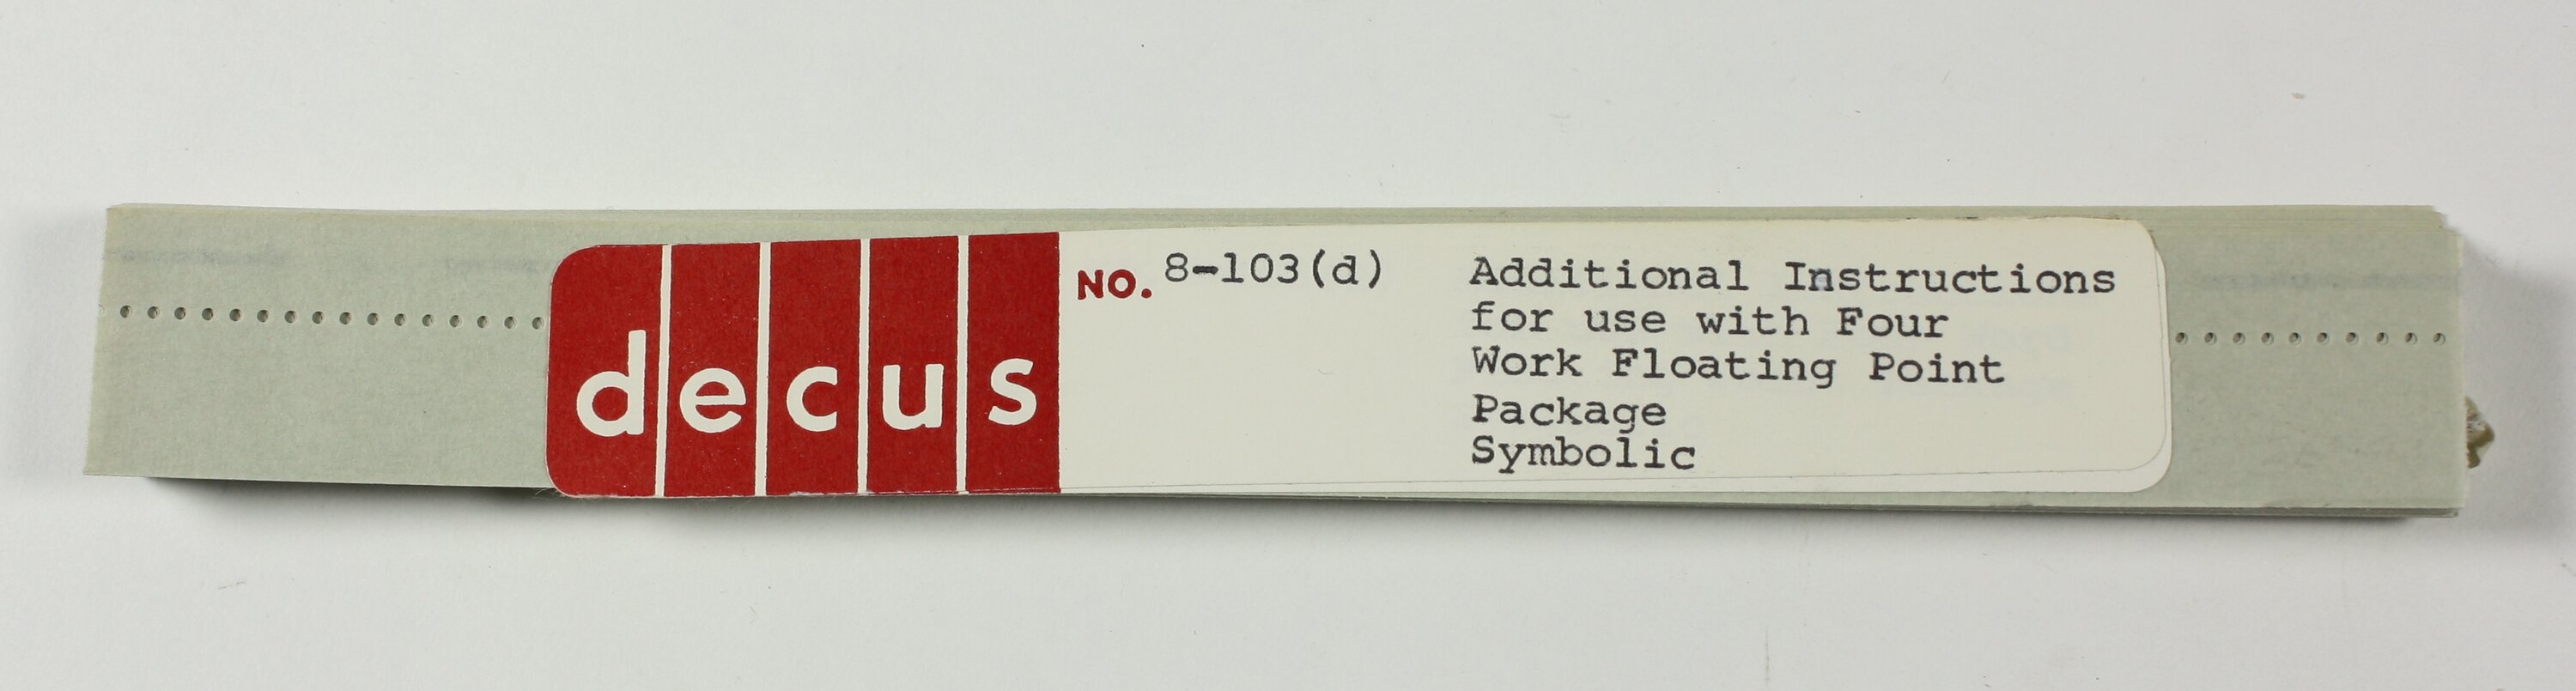 decus NO. 8-103(d) Additional Instructions
for use with Four
Work Floating Point
Package
Symbolic